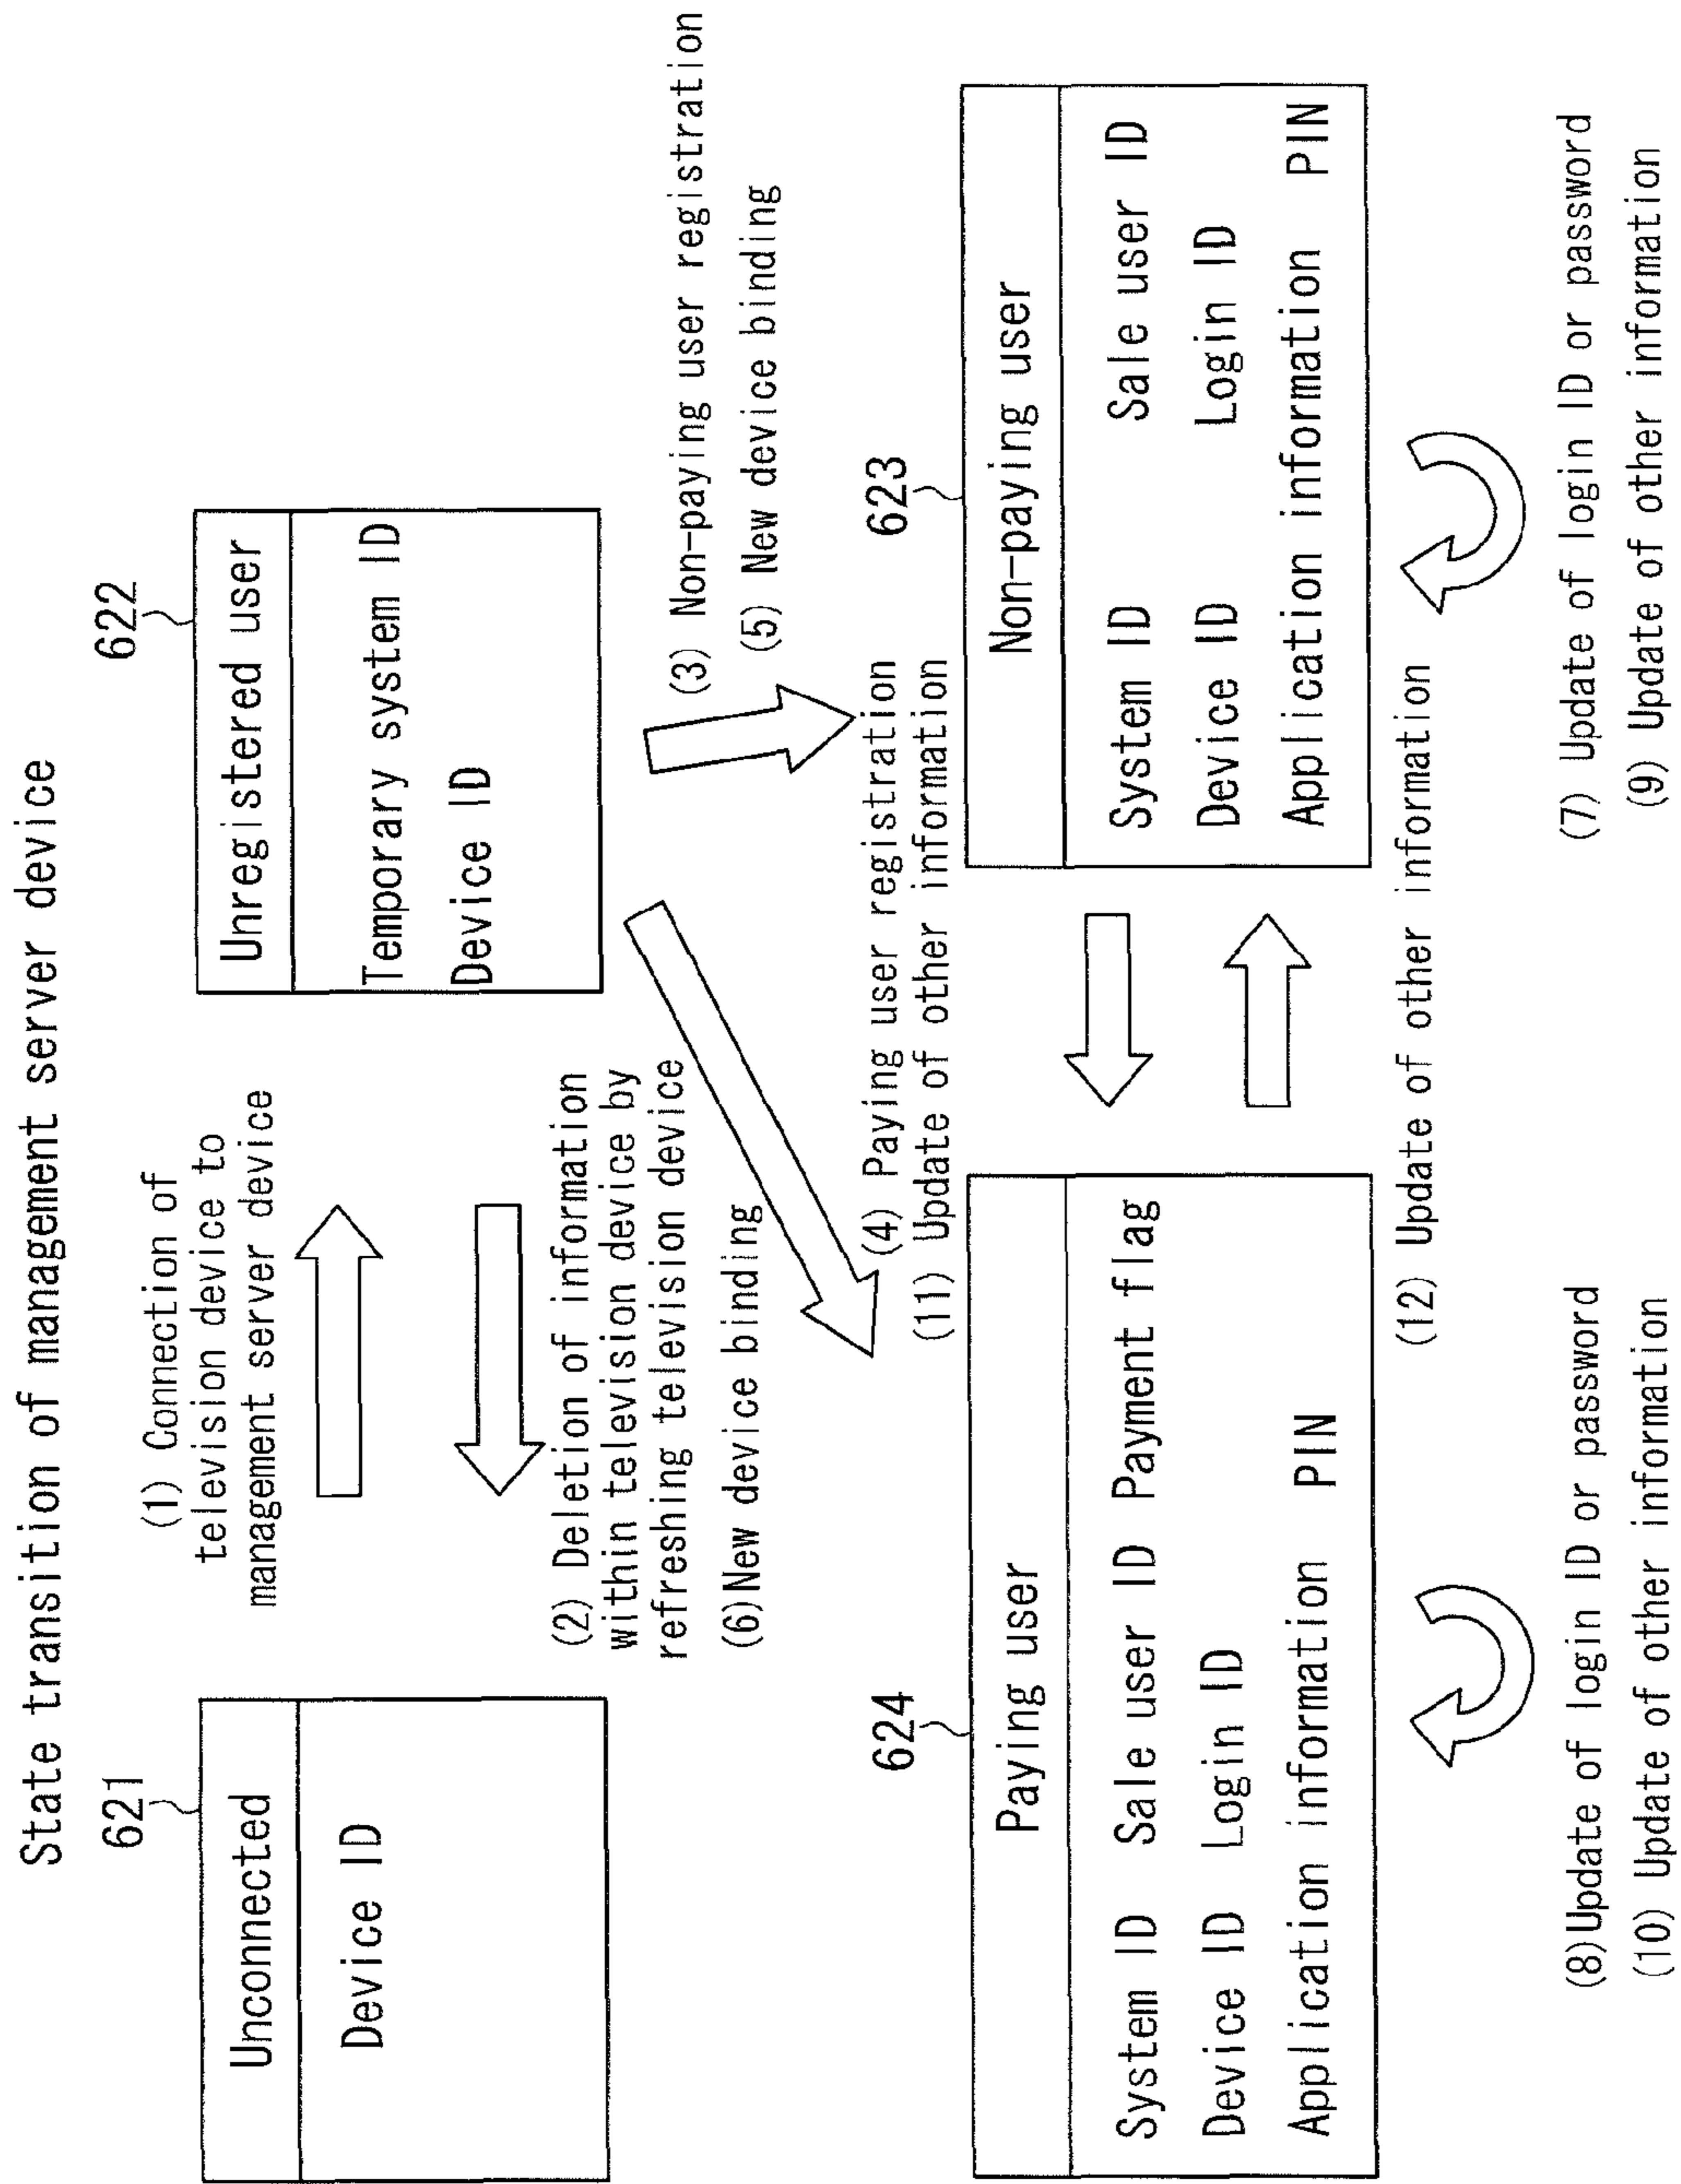 State transition of management server device
621
Unconnected
Device ID
(1) Connection of
television device to
management server device
(2) Deletion of information
within television device by
refreshing television device
(6)New device binding
622
Unregistered user
Temporary system ID
Device ID
(3) Non-paying user registration
(5) New device binding
(4) Paying user registration
(11) Update of other information
624
Paying user
System ID Sale user ID Payment flag
Device ID Login ID
Application information PIN
623
Non-paying user
System ID Sale user ID
Device ID Login ID
Application information PIN
(12) Update of other information
(8)Update of login ID or password
(10) Update of other information
(7) Update of login ID or password
(9) Update of other information